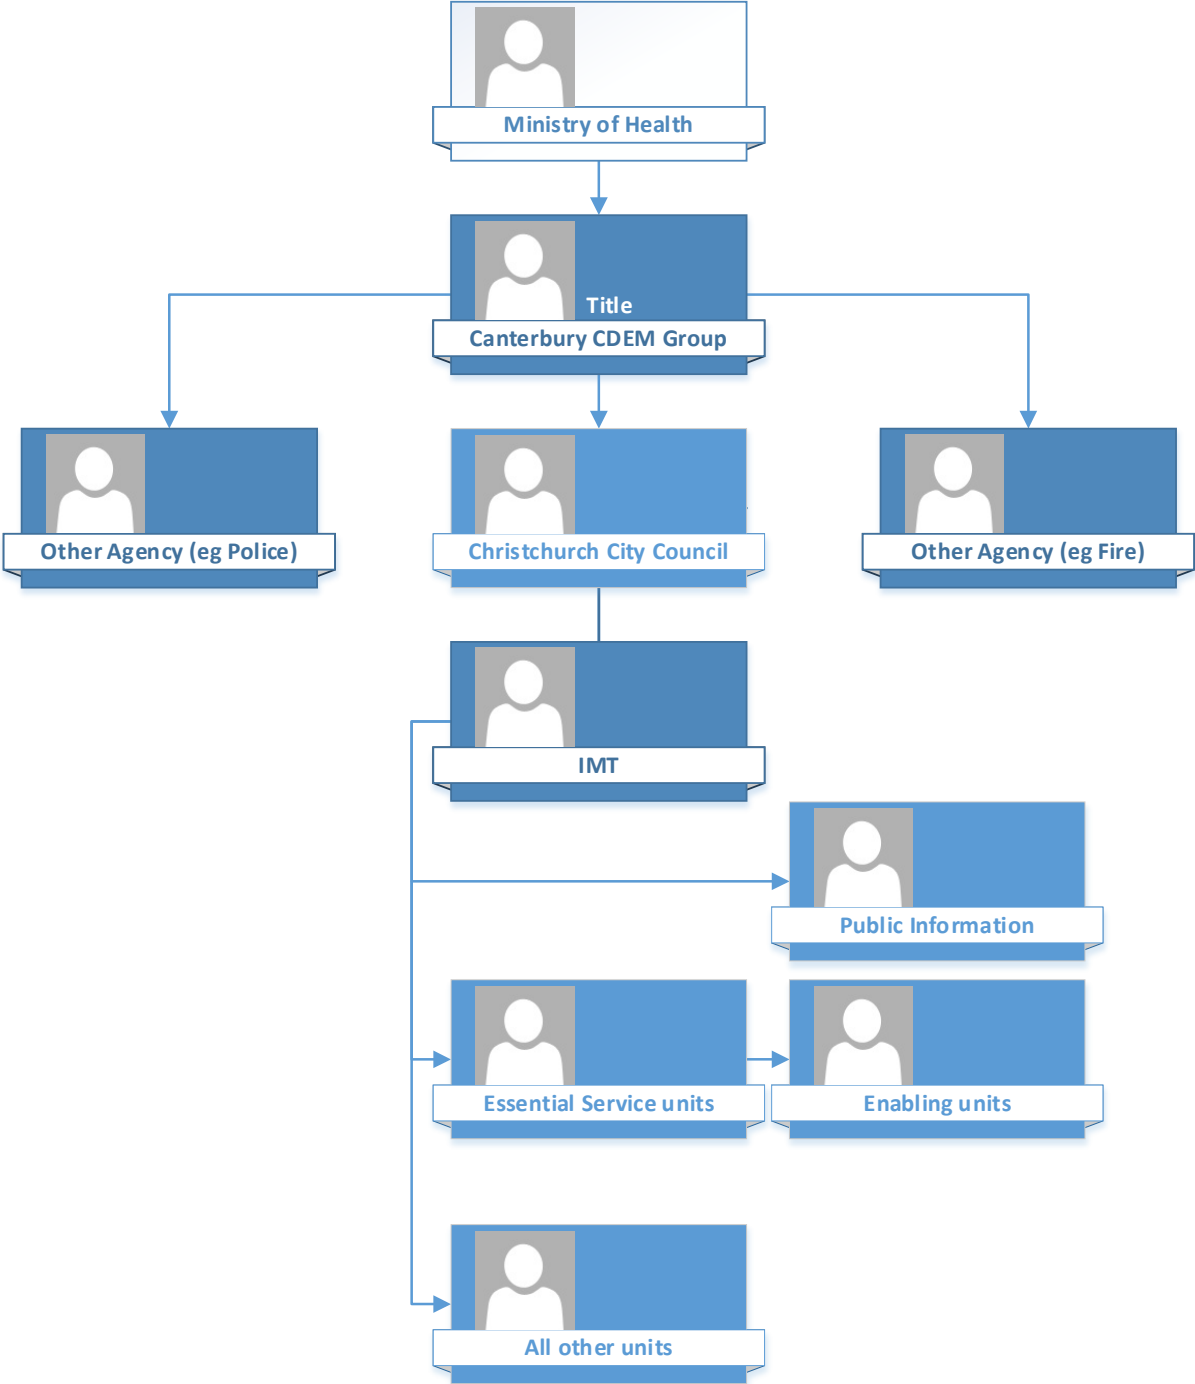 Ministry of Health
Title
Canterbury CDEM Group
Other Agency (eg Police)
Christchurch City Council
Other Agency (eg Fire)
IMT
Public Information
Essential Service units
Enabling units
All other units